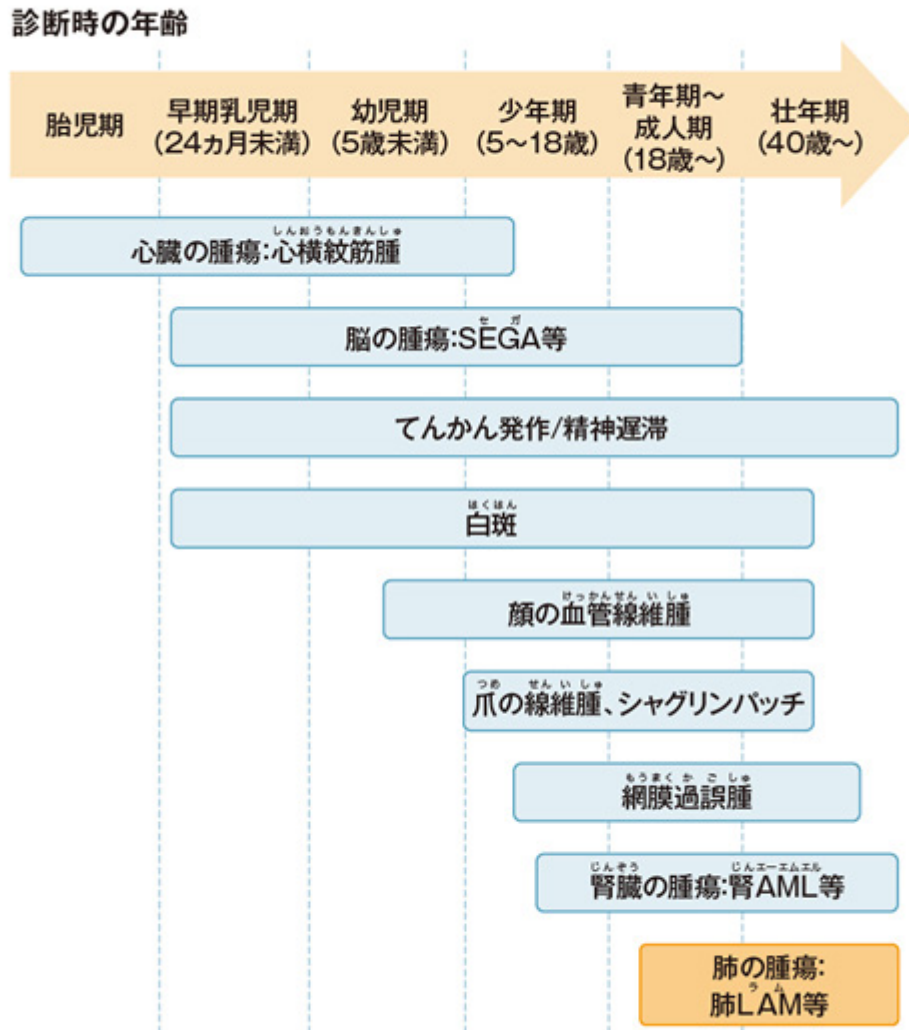 診断時の年齢
胎児期
早期乳児期
(24ヵ月未満)
幼児期
(5歳未満)
少年期
(5～18歳)
青年期～
成人期
(18歳～)
壮年期
(40歳～)
しんおうもんきんしゅ
心臓の腫瘍:心横紋筋腫
セガ
脳の腫瘍:SEGA等
てんかん発作/精神遅滞
はくはん
白斑
けっかんせんいしゅ
顔の血管線維腫
つめ せんいしゅ
爪の線維腫、シャグリンパッチ
もうまくかごしゅ
網膜過誤腫
じんぞう じんエーエムエル
腎臓の腫瘍:腎AML等
肺の腫瘍:
ラム
肺LAM等